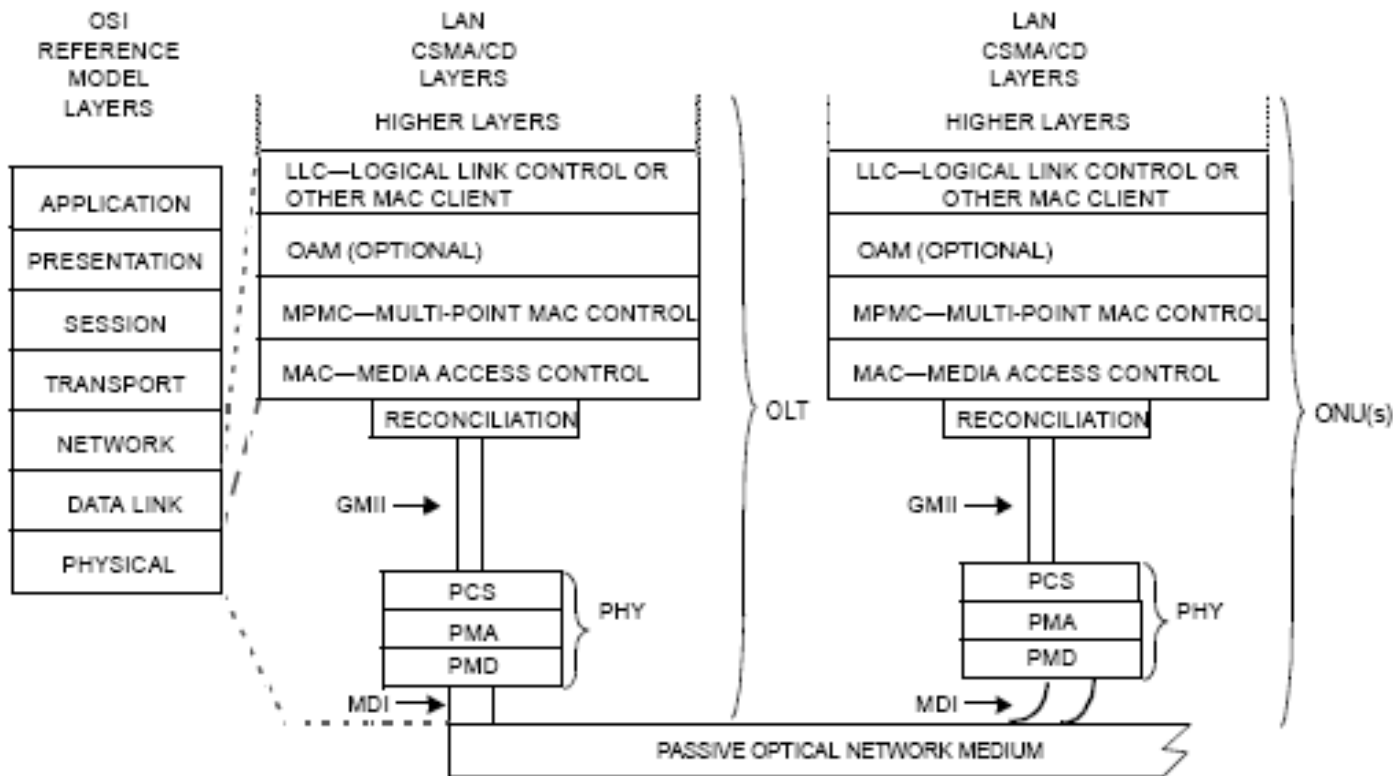 OSI
REFERENCE
MODEL
LAYERS
APPLICATION
PRESENTATION
SESSION
TRANSPORT
NETWORK
DATA LINK
PHYSICAL
LAN
CSMA/CD
LAYERS
HIGHER LAYERS
LLC—LOGICAL LINK CONTROL OR
OTHER MAC CLIENT
OAM (OPTIONAL)
MPMC—MULTI-POINT MAC CONTROL
MAC—MEDIA ACCESS CONTROL
RECONCILIATION
GMII
PCS
PMA
PMD
PHY
MDI
OLT
LAN
CSMA/CD
LAYERS
HIGHER LAYERS
LLC—LOGICAL LINK CONTROL OR
OTHER MAC CLIENT
OAM (OPTIONAL)
MPMC—MULTI-POINT MAC CONTROL
MAC—MEDIA ACCESS CONTROL
RECONCILIATION
GMII
PCS
PMA
PMD
PHY
MDI
ONU(s)
PASSIVE OPTICAL NETWORK MEDIUM